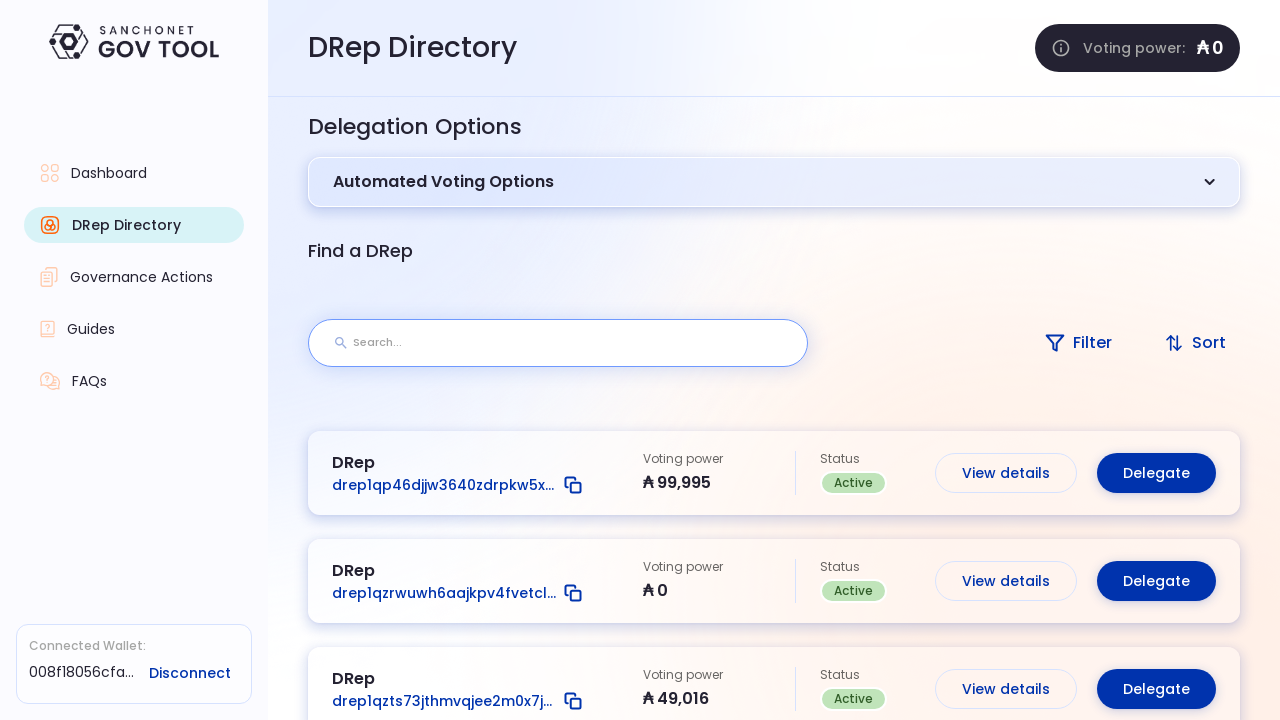 SANCHONET
GOV TOOL
Dashboard
DRep Directory
Governance Actions
Guides
FAQs
Connected Wallet:
008f18056cfa...
Disconnect
DRep Directory
Voting power: ₳ 0
Delegation Options
Automated Voting Options
Find a DRep
Search...
Filter
Sort
DRep
drep1qp46djjw3640zdrpkw5x...
Voting power
₳ 99,995
Status
Active
View details
Delegate
DRep
drep1qzrwuwh6aajkpv4fvetcl...
Voting power
₳ 0
Status
Active
View details
Delegate
DRep
drep1qzts73jthmvqjee2m0x7j...
Voting power
₳ 49,016
Status
Active
View details
Delegate